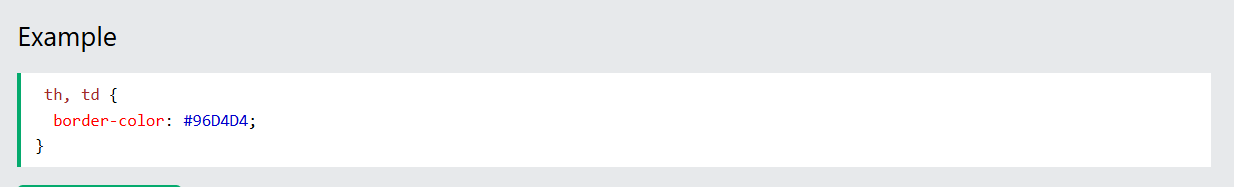 Example
th, td {
  border-color: #96D4D4;
}